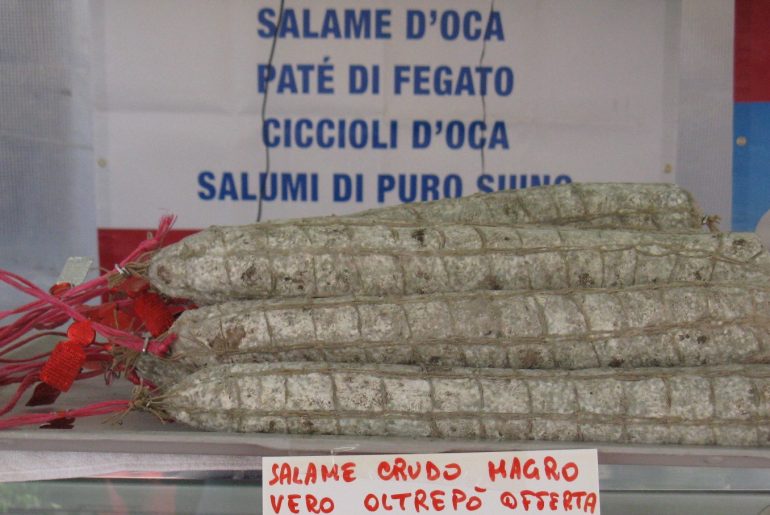 SALAME D'OCA
PATÉ DI FEGATO
CICCIOLI D'OCA
SALUMI DI PURO SUINO
SALAME CRUDO MAGRO
VERO OLTREPÒ OFFERTA